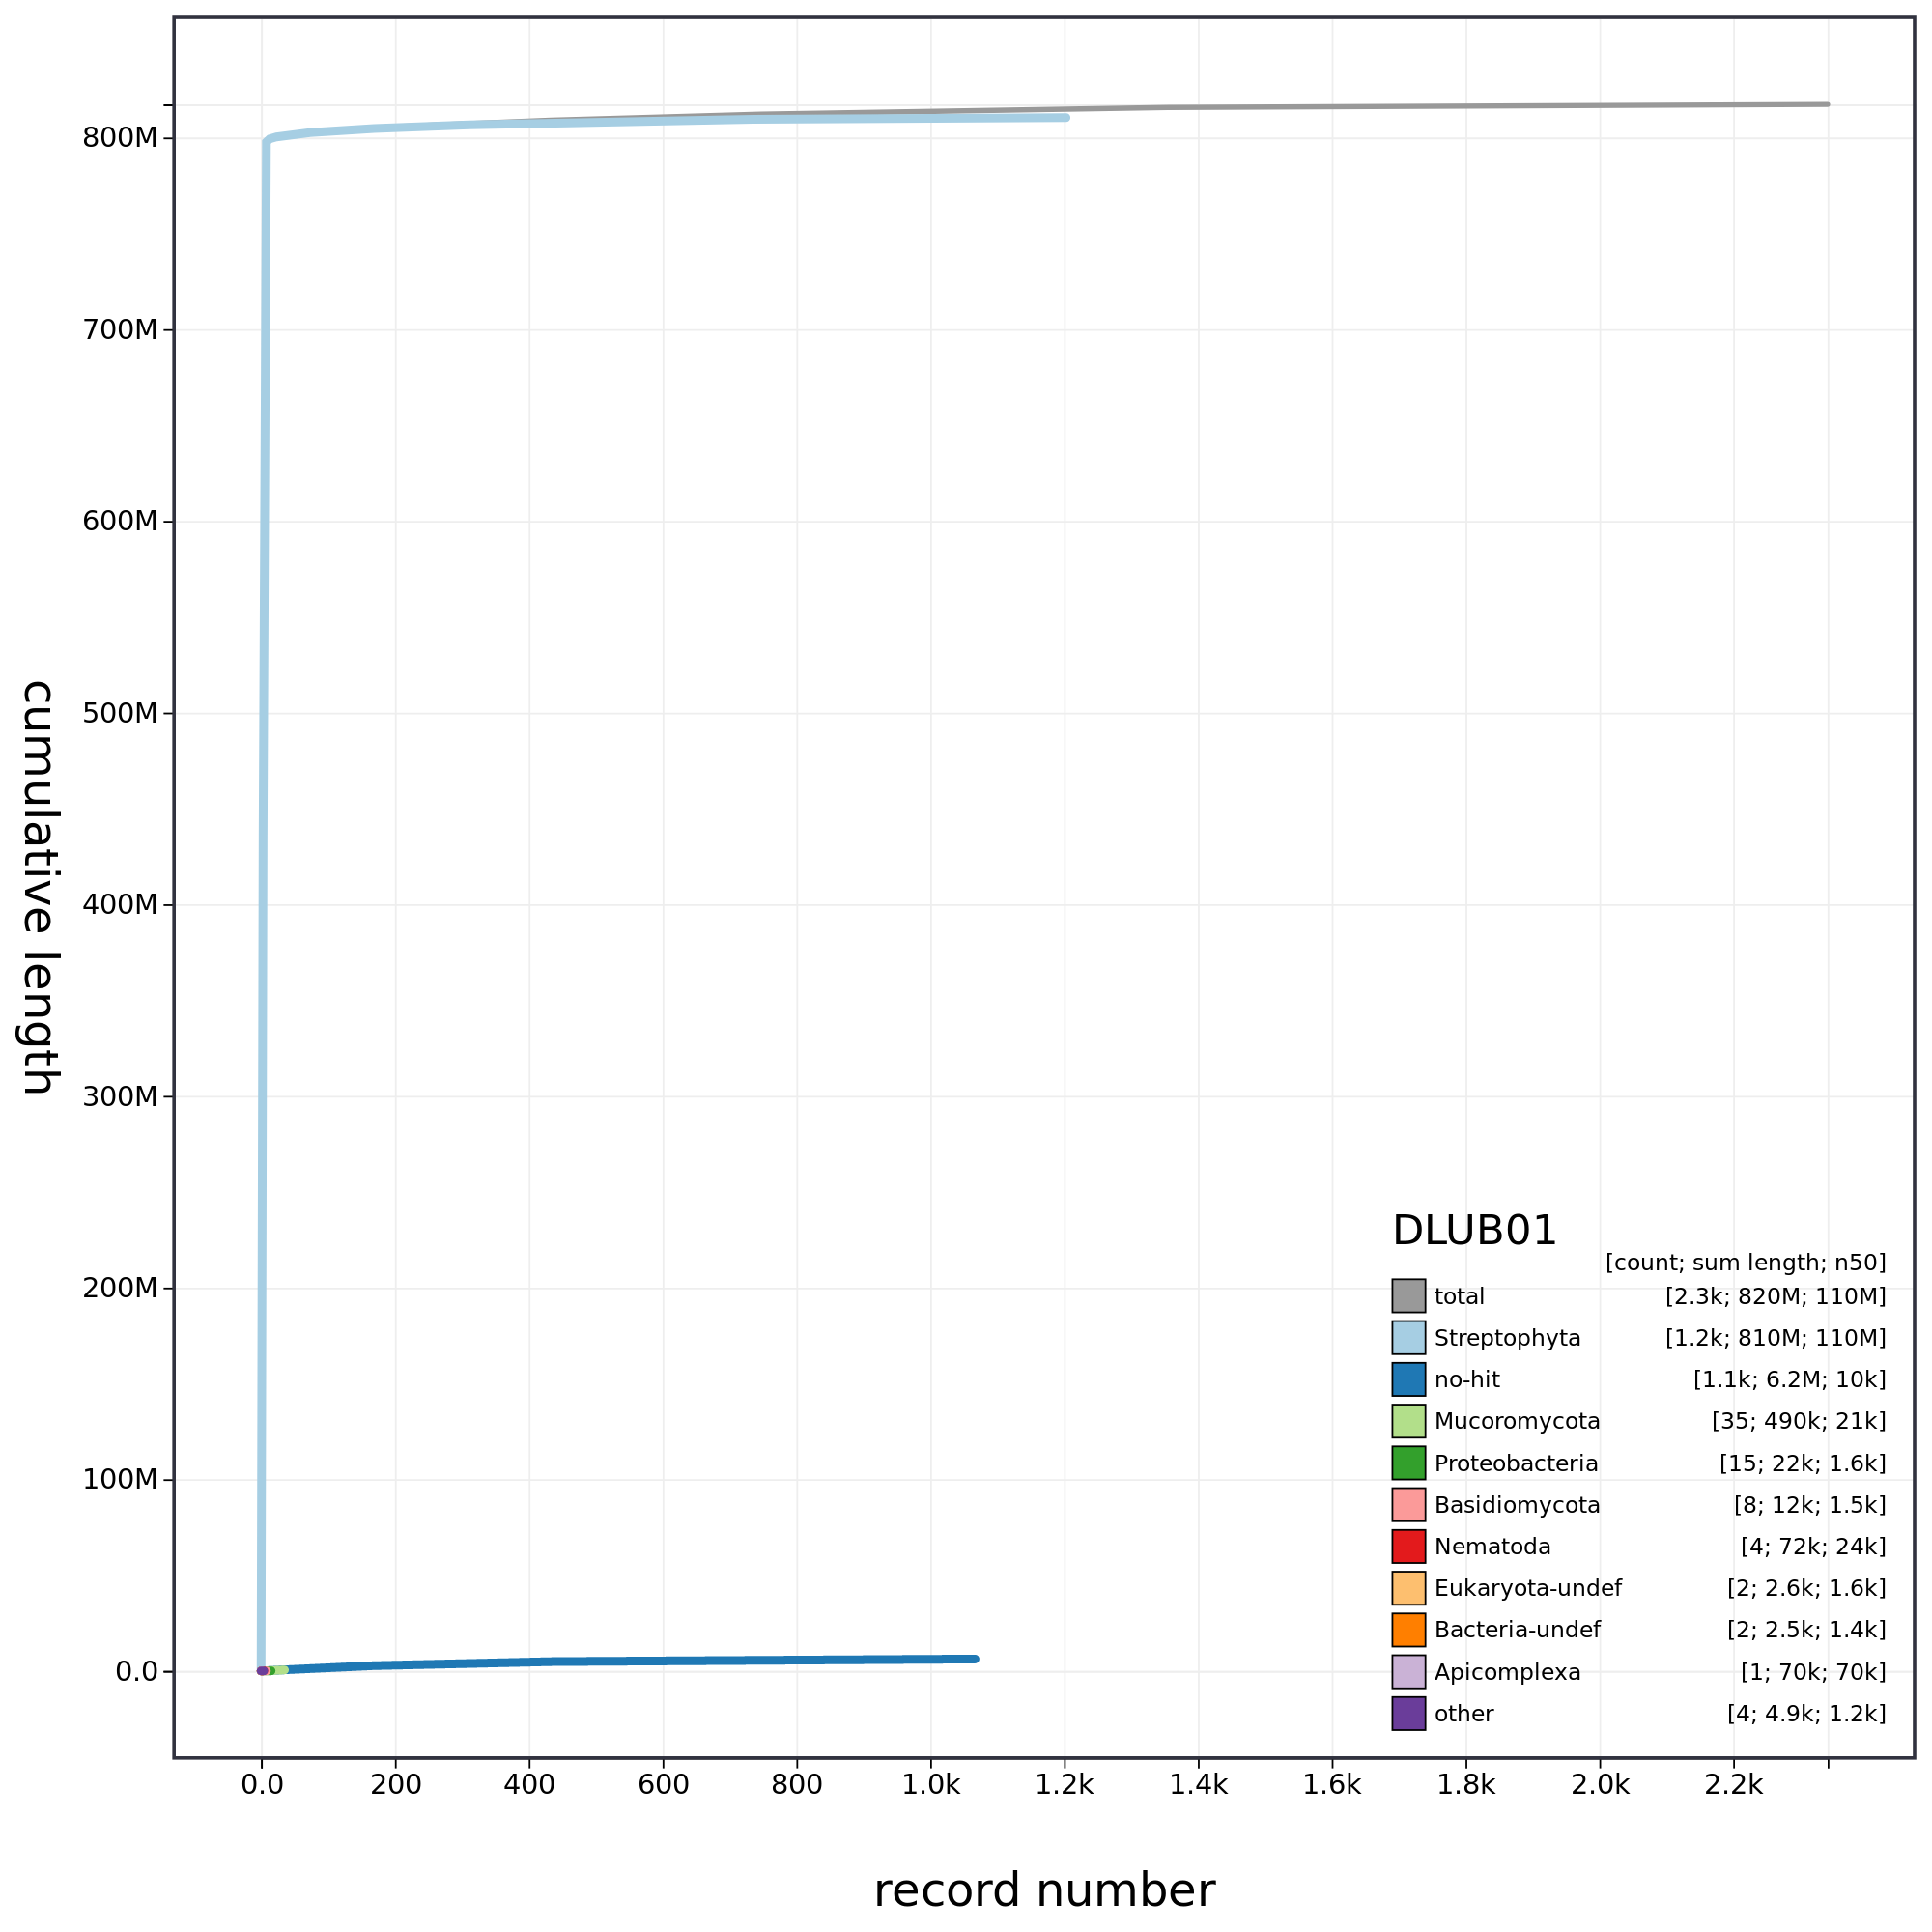 800M
700M
600M
500M
400M
300M
200M
100M
0.0
cumulative length
DLUB01
[count; sum length; n50]
total [2.3k; 820M; 110M]
Streptophyta [1.2k; 810M; 110M]
no-hit [1.1k; 6.2M; 10k]
Mucoromycota [35; 490k; 21k]
Proteobacteria [15; 22k; 1.6k]
Basidiomycota [8; 12k; 1.5k]
Nematoda [4; 72k; 24k]
Eukaryota-undef [2; 2.6k; 1.6k]
Bacteria-undef [2; 2.5k; 1.4k]
Apicomplexa [1; 70k; 70k]
other [4; 4.9k; 1.2k]
0.0 200 400 600 800 1.0k 1.2k 1.4k 1.6k 1.8k 2.0k 2.2k
record number